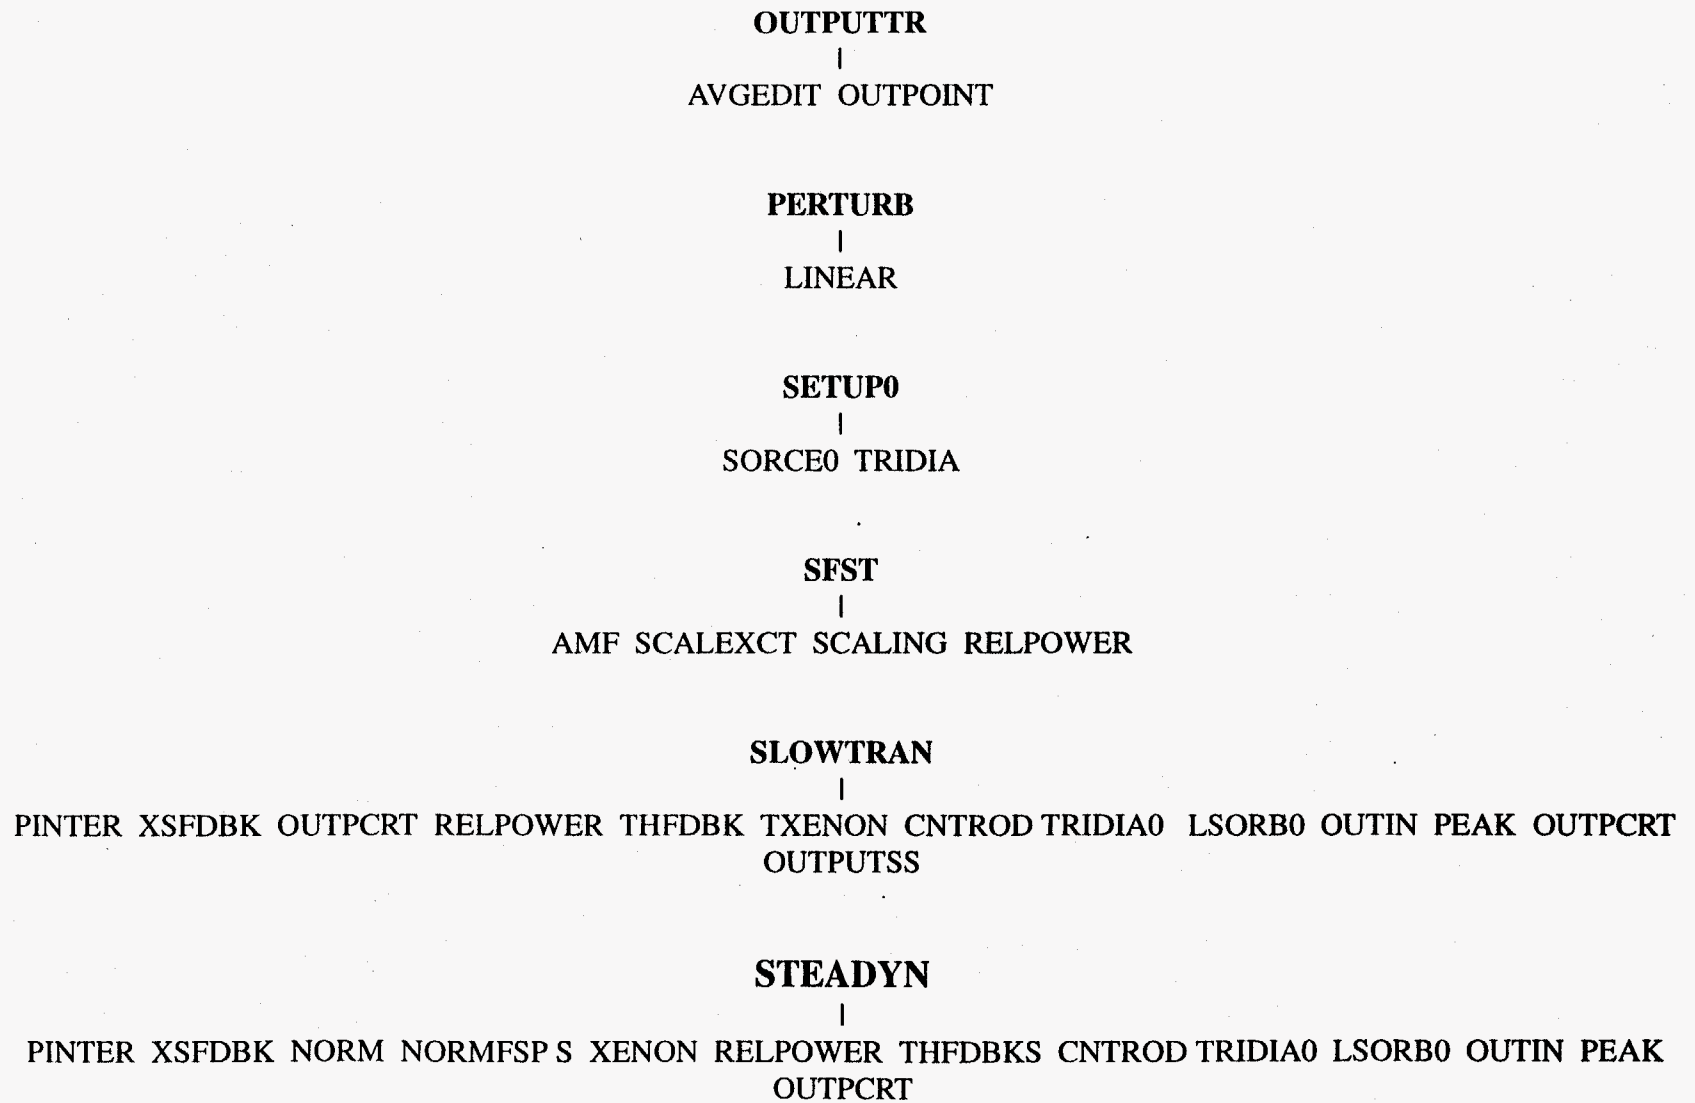 OUTPUTTR
|
AVGEDIT OUTPOINT
PERTURB
|
LINEAR
SETUP0
|
SORCE0 TRIDIA
SFST
|
AMF SCALEXCT SCALING RELPOWER
SLOWTRAN
|
PINTER XSFDBK OUTPCRT RELPOWER THFDBK TXENON CNTROD TRIDIA0 LSORB0 OUTIN PEAK OUTPCRT
OUTPUTSS
STEADYN
|
PINTER XSFDBK NORM NORMFSP S XENON RELPOWER THFDBKS CNTROD TRIDIA0 LSORB0 OUTIN PEAK
OUTPCRT